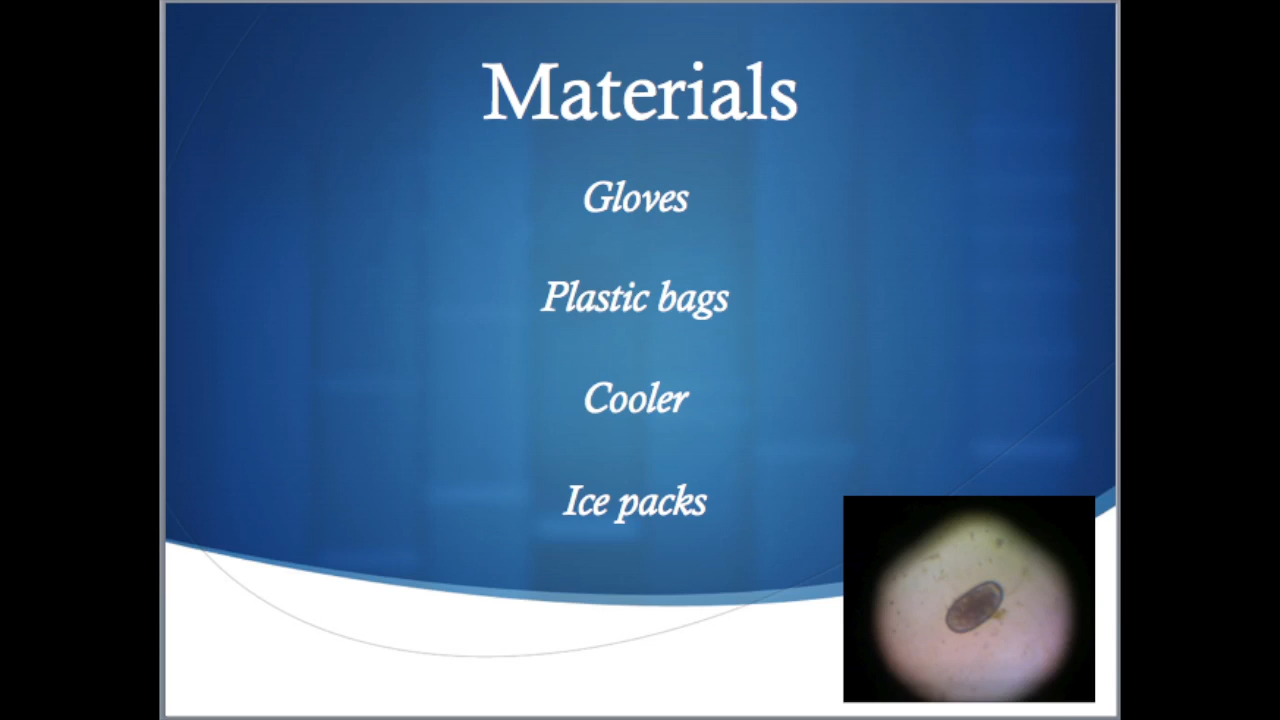 Materials
Gloves
Plastic bags
Cooler
Ice packs